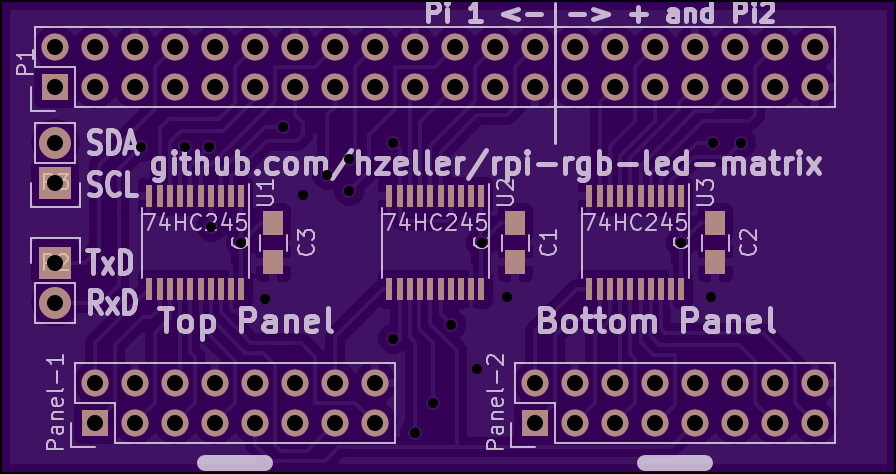 Pi 1 <-|-> + and Pi2
P1
SDA
github.com/hzeller/rpi-rgb-led-matrix
SCL
U1
U2
U3
74HC245
74HC245
74HC245
C3
C1
C2
TxD
RxD
Top Panel
Bottom Panel
Panel-1
Panel-2